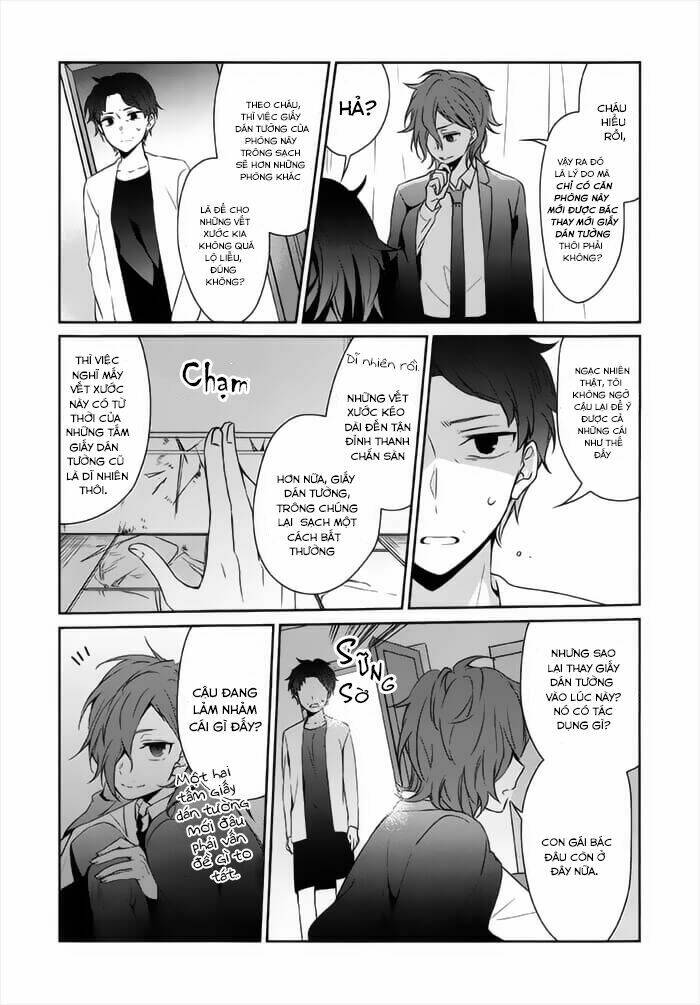 CHÁU
HIỂU
RỒI,
VẬY RA ĐÓ
LÀ LÝ DO MÀ
CHỈ CÓ CĂN
PHÒNG NÀY
MỚI ĐƯỢC BÁC
THAY MỚI GIẤY
DÁN TƯỜNG
THÔI PHẢI
KHÔNG?
HẢ?
THEO CHÁU,
THÌ VIỆC GIẤY
DÁN TƯỜNG CỦA
PHÒNG NÀY
TRÔNG SẠCH
SẼ HƠN NHỮNG
PHÒNG KHÁC
LÀ ĐỂ CHO
NHỮNG VẾT
XƯỚC KIA
KHÔNG QUÁ
LỘ LIỄU,
ĐÚNG
KHÔNG?
NGẠC NHIÊN
THẬT, TÔI
KHÔNG NGỜ
CẬU LẠI ĐỂ Ý
ĐƯỢC CẢ
NHỮNG CÁI
NHƯ THẾ
ĐẤY
Dĩ nhiên rồi.
NHỮNG VẾT
XƯỚC KÉO
DÀI ĐẾN TẬN
ĐỈNH THANH
CHẮN SÀN
HƠN NỮA, GIẤY
DÁN TƯỜNG,
TRÔNG CHÚNG
LẠI SẠCH MỘT
CÁCH BẤT
THƯỜNG
Chạm
THÌ VIỆC
NGHĨ MẤY
VẾT XƯỚC
NÀY CÓ TỪ
THỜI CỦA
NHỮNG TẤM
GIẤY DÁN
TƯỜNG CŨ
LÀ DĨ NHIÊN
THÔI.
NHƯNG SAO
LẠI THAY GIẤY
DÁN TƯỜNG
VÀO LÚC NÀY?
NÓ CÓ TÁC
DỤNG GÌ?
CON GÁI BÁC
ĐÂU CÒN Ở
ĐÂY NỮA.
SỮNG
SỜ
CẬU ĐANG
LẢM NHẢM
CÁI GÌ ĐẤY?
Một hai
tấm giấy
dán tường
mới đâu
phải vấn
đề gì to
tát.